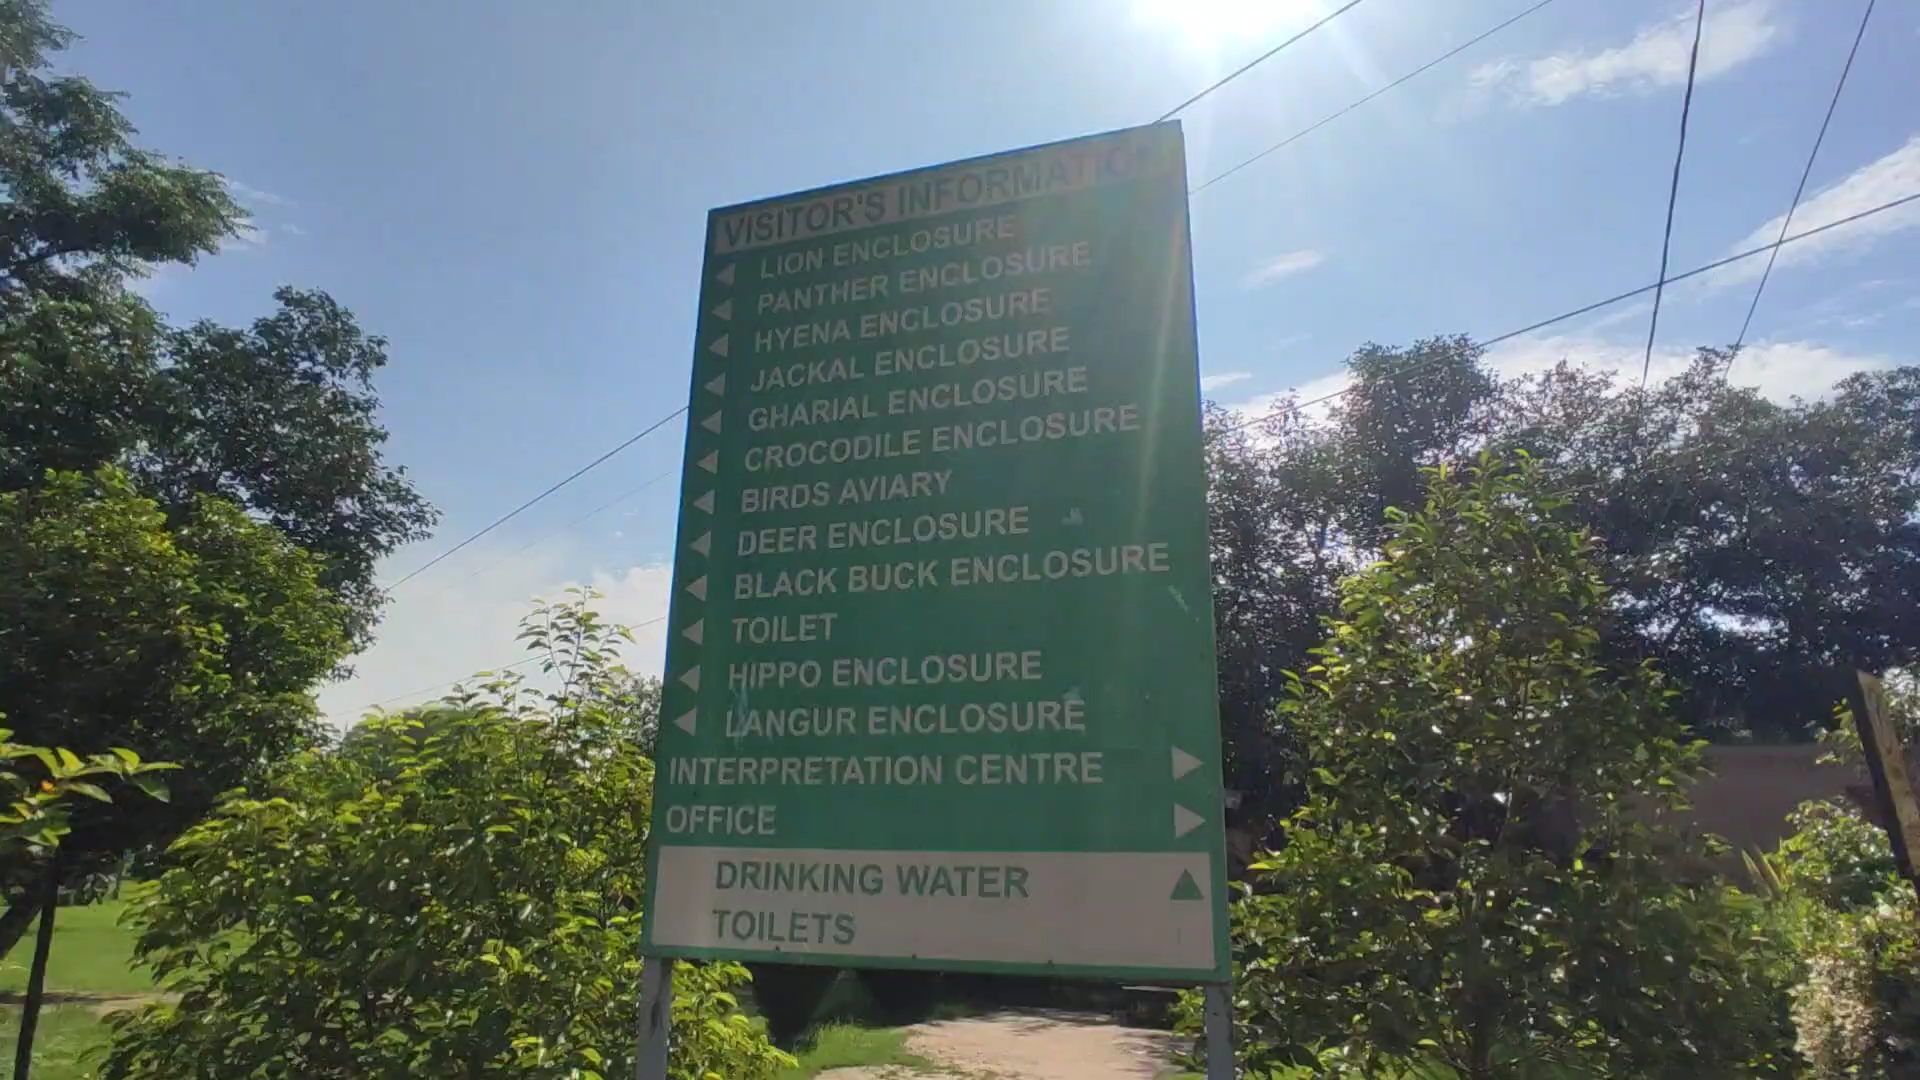 VISITOR'S INFORMATION
LION ENCLOSURE
PANTHER ENCLOSURE
HYENA ENCLOSURE
JACKAL ENCLOSURE
GHARIAL ENCLOSURE
CROCODILE ENCLOSURE
BIRDS AVIARY
DEER ENCLOSURE
BLACK BUCK ENCLOSURE
TOILET
HIPPO ENCLOSURE
LANGUR ENCLOSURE
INTERPRETATION CENTRE
OFFICE
DRINKING WATER
TOILETS